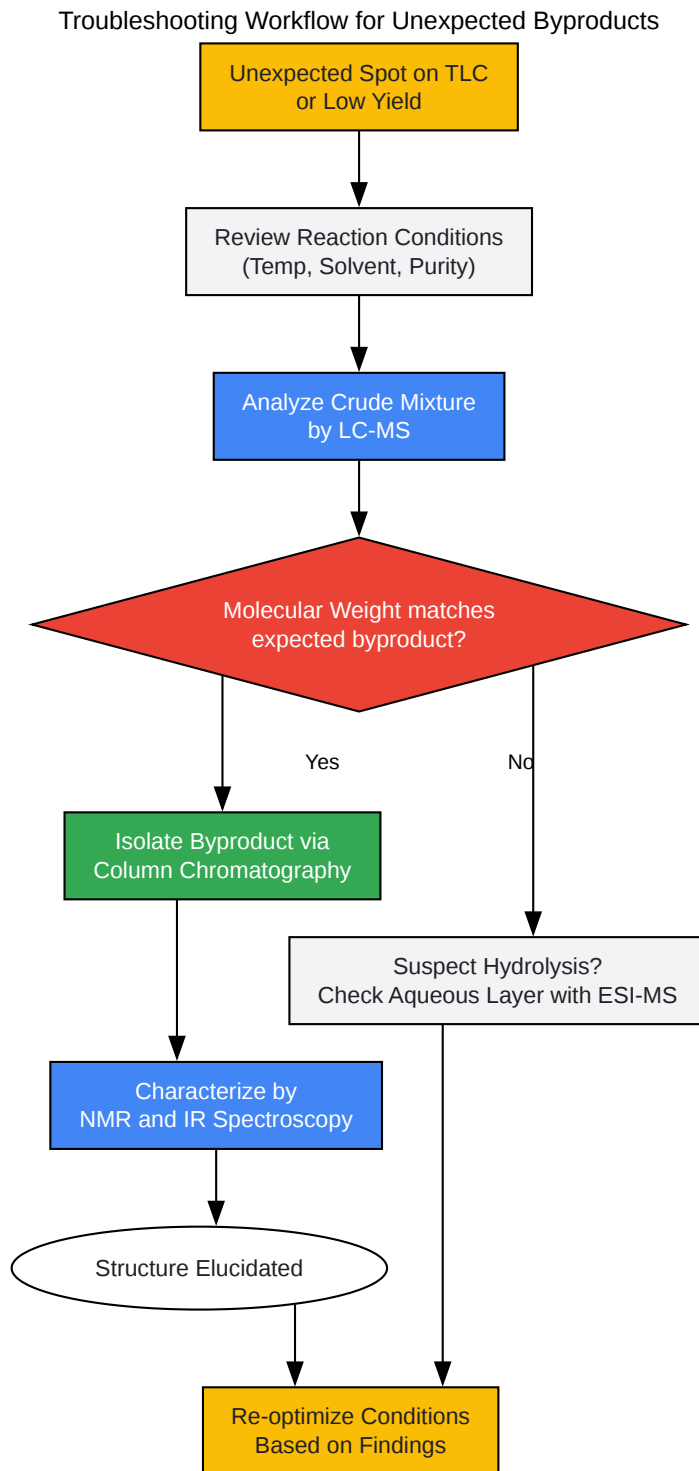 Troubleshooting Workflow for Unexpected Byproducts
Unexpected Spot on TLC
or Low Yield
Review Reaction Conditions
(Temp, Solvent, Purity)
Analyze Crude Mixture
by LC-MS
Molecular Weight matches
expected byproduct?
Yes
No
Isolate Byproduct via
Column Chromatography
Suspect Hydrolysis?
Check Aqueous Layer with ESI-MS
Characterize by
NMR and IR Spectroscopy
Structure Elucidated
Re-optimize Conditions
Based on Findings